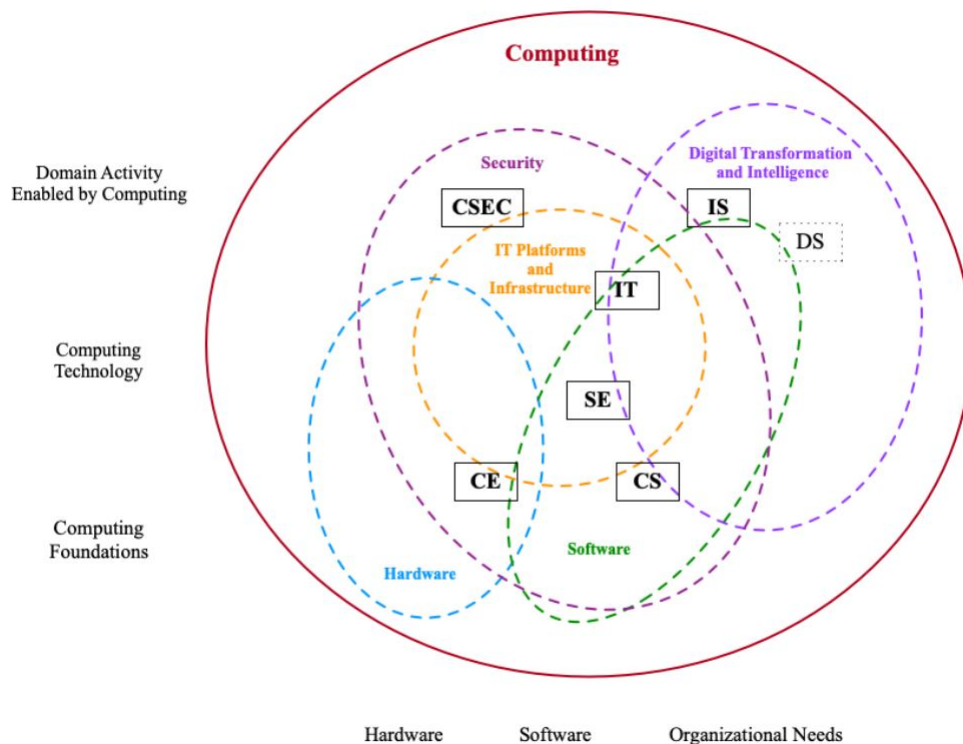 Computing
Domain Activity
Enabled by Computing
Security
Digital Transformation
and Intelligence
CSEC
IS
DS
IT Platforms
and
Infrastructure
IT
Computing
Technology
SE
CE
CS
Computing
Foundations
Software
Hardware
Hardware
Software
Organizational Needs